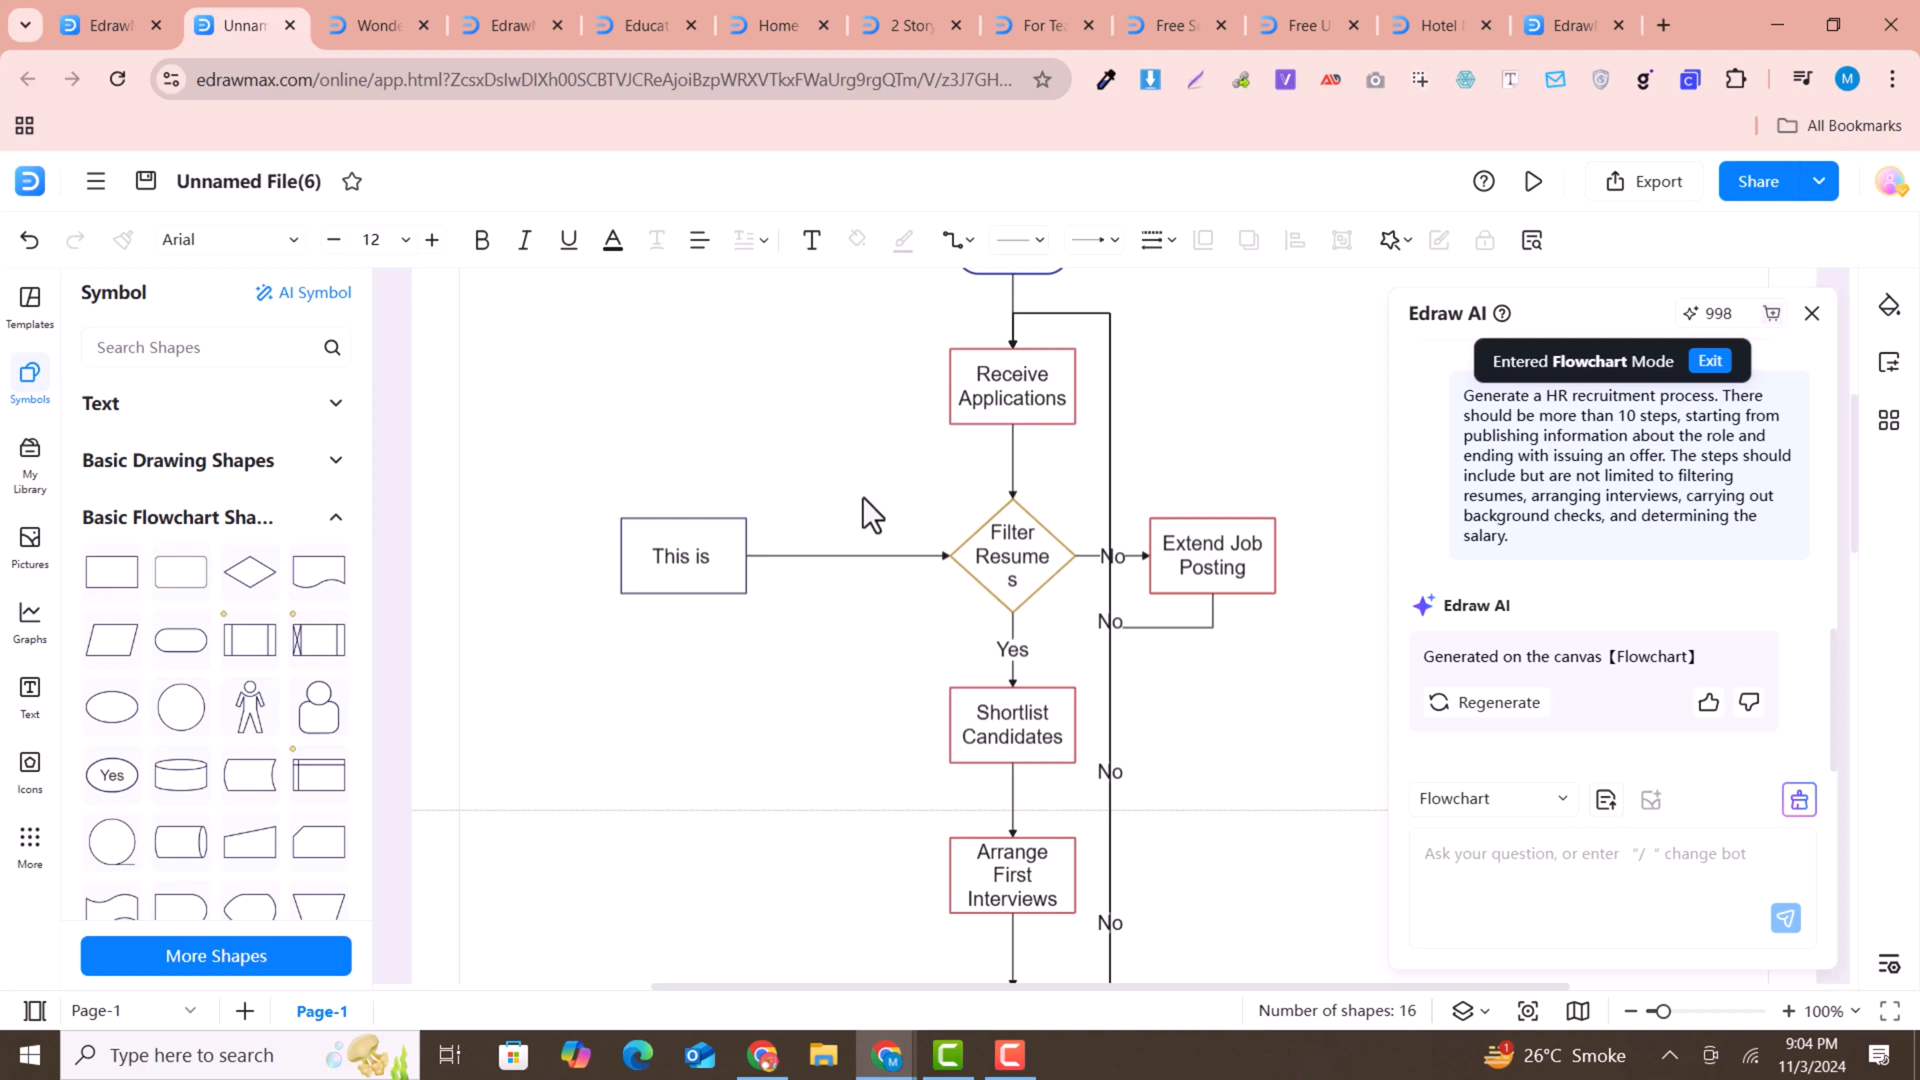 EdrawM
Unnam
Wonde
EdrawM
Educat
Home
2 Story
For Tea
Free Se
Free U
Hotel
EdrawM
edrawmax.com/online/app.html?ZcsxDsIwDIXh00SCBTVJCReAjoiBzpWRXVTkxFWaUrg9rgQTm/V/z3J7GH...
All Bookmarks
Unnamed File(6)
Export
Share
Arial
12
Templates
Symbols
My
Library
Pictures
Graphs
Text
Icons
More
Symbol
AI Symbol
Search Shapes
Text
Basic Drawing Shapes
Basic Flowchart Sha...
Yes
More Shapes
Receive
Applications
This is
Filter
Resume
s
No
Extend Job
Posting
No
Yes
Shortlist
Candidates
No
Arrange
First
Interviews
No
Edraw AI
998
Entered Flowchart Mode
Exit
Generate a HR recruitment process. There
should be more than 10 steps, starting from
publishing information about the role and
ending with issuing an offer. The steps should
include but are not limited to filtering
resumes, arranging interviews, carrying out
background checks, and determining the
salary.
Edraw AI
Generated on the canvas【Flowchart】
Regenerate
Flowchart
Ask your question, or enter "/ " change bot
Page-1
Page-1
Number of shapes: 16
100%
Type here to search
26°C Smoke
9:04 PM
11/3/2024